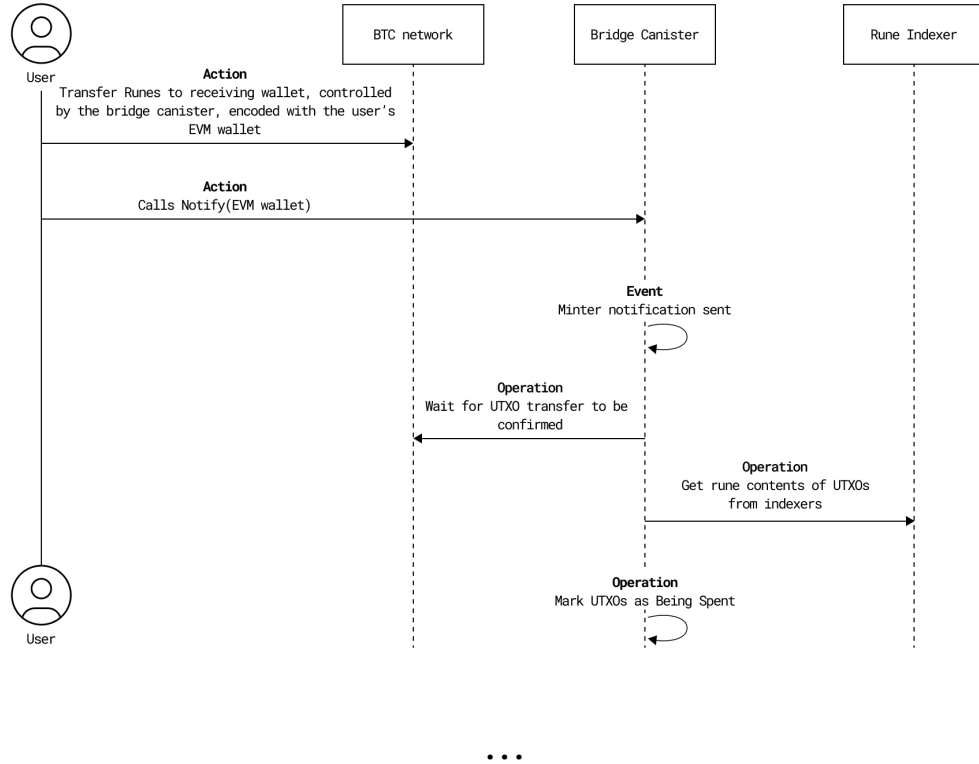 BTC network
Bridge Canister
Rune Indexer
User
Action
Transfer Runes to receiving wallet, controlled
by the bridge canister, encoded with the user’s
EVM wallet
Action
Calls Notify(EVM wallet)
Event
Minter notification sent
Operation
Wait for UTXO transfer to be
confirmed
Operation
Get rune contents of UTXOs
from indexers
Operation
Mark UTXOs as Being Spent
User
...